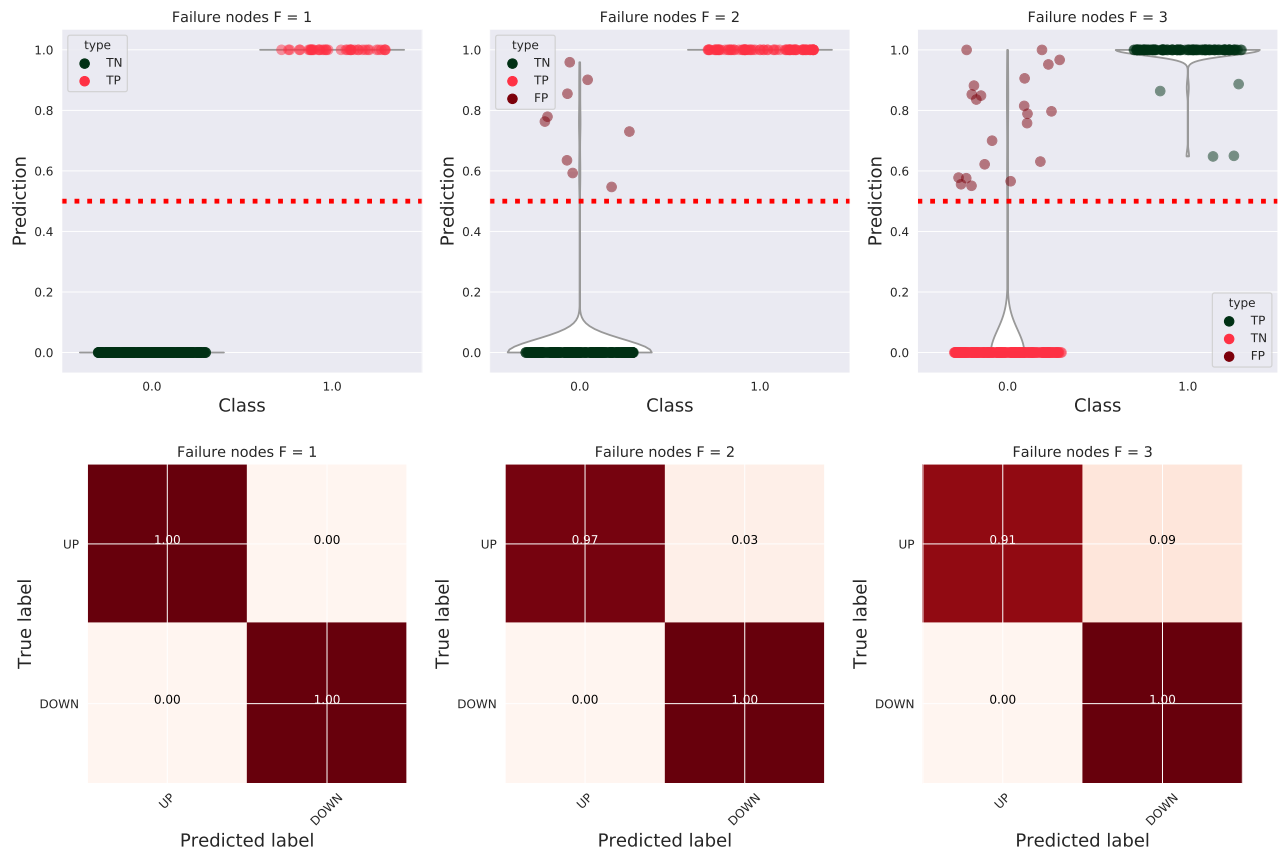 Failure nodes F = 1
Prediction
1.0
0.8
0.6
0.4
0.2
0.0
type
TN
TP
0.0
1.0
Class
Failure nodes F = 2
Prediction
1.0
0.8
0.6
0.4
0.2
0.0
type
TN
TP
FP
0.0
1.0
Class
Failure nodes F = 3
Prediction
1.0
0.8
0.6
0.4
0.2
0.0
type
TP
TN
FP
0.0
1.0
Class
Failure nodes F = 1
True label
UP
DOWN
1.00
0.00
0.00
1.00
UP
DOWN
Predicted label
Failure nodes F = 2
True label
UP
DOWN
0.97
0.03
0.00
1.00
UP
DOWN
Predicted label
Failure nodes F = 3
True label
UP
DOWN
0.91
0.09
0.00
1.00
UP
DOWN
Predicted label